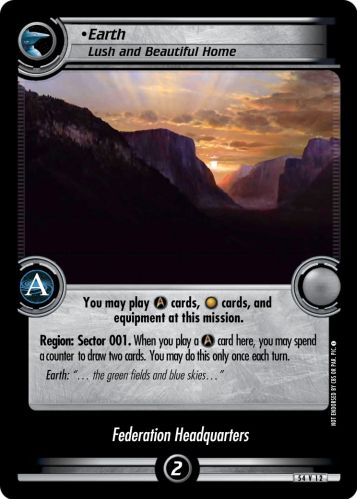 •Earth
Lush and Beautiful Home
You may play A cards, cards, and
equipment at this mission.
Region: Sector 001. When you play a A card here, you may spend
a counter to draw two cards. You may do this only once each turn.
Earth: “... the green fields and blue skies...”
Federation Headquarters
2
54 V 12
NOT ENDORSED BY CBS OR PAR. PIC.
A